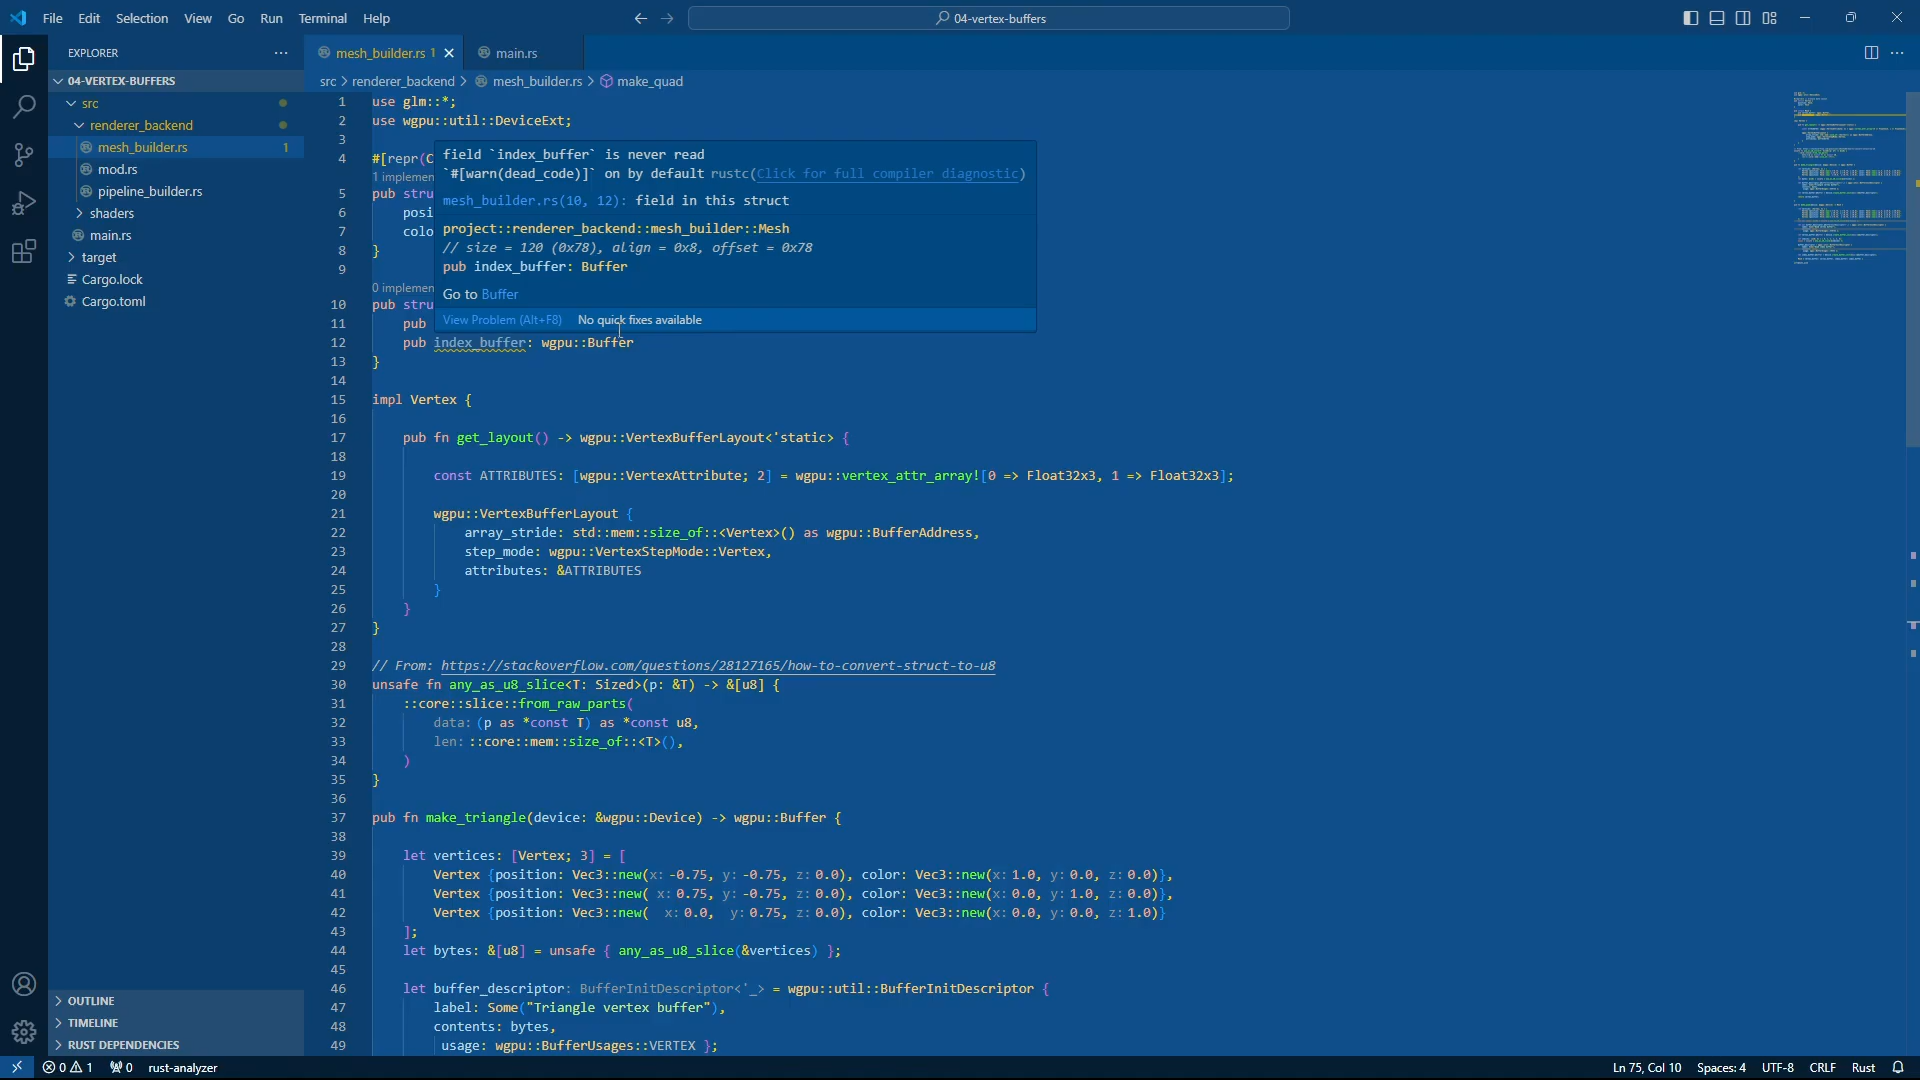 File Edit Selection View Go Run Terminal Help
04-vertex-buffers
EXPLORER
04-VERTEX-BUFFERS
src
renderer_backend
mesh_builder.rs 1
mod.rs
pipeline_builder.rs
shaders
main.rs
target
Cargo.lock
Cargo.toml
OUTLINE
TIMELINE
RUST DEPENDENCIES
mesh_builder.rs 1
main.rs
src > renderer_backend > mesh_builder.rs > make_quad
1 use glm::*;
2 use wgpu::util::DeviceExt;
3
4 #[repr(C
1 implemen
5 pub stru
6 posi
7 colo
8 }
9
0 implemen
10 pub stru
11 pub
12 pub index_buffer: wgpu::Buffer
13 }
field `index_buffer` is never read
`#[warn(dead_code)]` on by default rustc(Click for full compiler diagnostic)
mesh_builder.rs(10, 12): field in this struct
project::renderer_backend::mesh_builder::Mesh
// size = 120 (0x78), align = 0x8, offset = 0x78
pub index_buffer: Buffer
Go to Buffer
View Problem (Alt+F8) No quick fixes available
14
15 impl Vertex {
16
17 pub fn get_layout() -> wgpu::VertexBufferLayout<'static> {
18
19 const ATTRIBUTES: [wgpu::VertexAttribute; 2] = wgpu::vertex_attr_array![0 => Float32x3, 1 => Float32x3];
20
21 wgpu::VertexBufferLayout {
22 array_stride: std::mem::size_of::<Vertex>() as wgpu::BufferAddress,
23 step_mode: wgpu::VertexStepMode::Vertex,
24 attributes: &ATTRIBUTES
25 }
26 }
27 }
28
29 // From: https://stackoverflow.com/questions/28127165/how-to-convert-struct-to-u8
30 unsafe fn any_as_u8_slice<T: Sized>(p: &T) -> &[u8] {
31 ::core::slice::from_raw_parts(
32 data: (p as *const T) as *const u8,
33 len: ::core::mem::size_of::<T>(),
34 )
35 }
36
37 pub fn make_triangle(device: &wgpu::Device) -> wgpu::Buffer {
38
39 let vertices: [Vertex; 3] = [
40 Vertex {position: Vec3::new(x: -0.75, y: -0.75, z: 0.0), color: Vec3::new(x: 1.0, y: 0.0, z: 0.0)},
41 Vertex {position: Vec3::new( x: 0.75, y: -0.75, z: 0.0), color: Vec3::new(x: 0.0, y: 1.0, z: 0.0)},
42 Vertex {position: Vec3::new( x: 0.0, y: 0.75, z: 0.0), color: Vec3::new(x: 0.0, y: 0.0, z: 1.0)}
43 ];
44 let bytes: &[u8] = unsafe { any_as_u8_slice(&vertices) };
45
46 let buffer_descriptor: BufferInitDescriptor<'_> = wgpu::util::BufferInitDescriptor {
47 label: Some("Triangle vertex buffer"),
48 contents: bytes,
49 usage: wgpu::BufferUsages::VERTEX };
0 1 0 rust-analyzer
Ln 75, Col 10 Spaces: 4 UTF-8 CRLF Rust